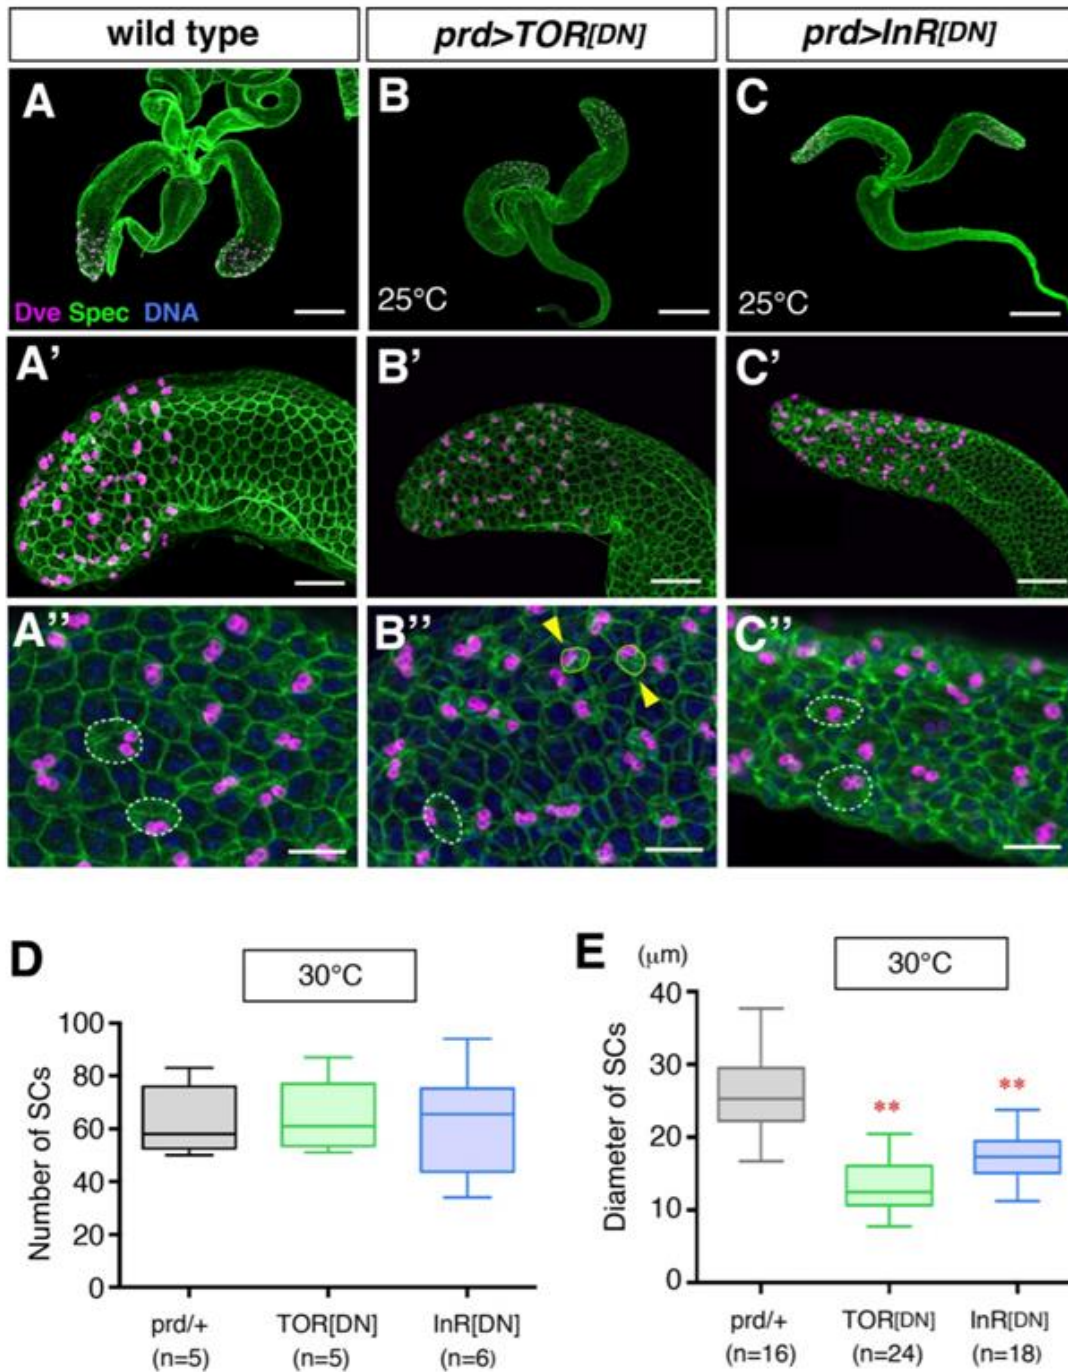 wild type
prd>TOR[DN]
prd>InR[DN]
A
B
C
Dve Spec DNA
25°C
25°C
A’
B’
C’
A’’
B’’
C’’
D
30°C
Number of SCs
100
80
60
40
20
0
prd/+
TOR[DN]
InR[DN]
(n=5)
(n=5)
(n=6)
E
(μm)
30°C
Diameter of SCs
40
30
20
10
0
**
**
prd/+
TOR[DN]
InR[DN]
(n=16)
(n=24)
(n=18)